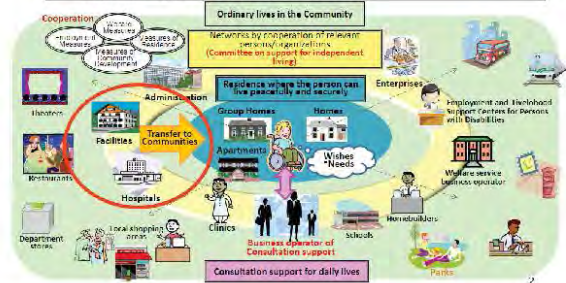 Ordinary lives in the Community
Cooperation
Welfare
Measures
Employment
Measures
Measures of
Residence
Measures of
Community
Development
Networks by cooperation of relevant
persons/organizations
(Committee on support for independent
living)
Residence where the person can
live peacefully and securely
Administration
Enterprises
Theaters
Group Homes
Homes
Employment and Livelihood
Support Centers for Persons
with Disabilities
Facilities
Transfer to
Communities
Apartments
Wishes
*Needs
Restaurants
Welfare service
business operator
Hospitals
Clinics
Homebuilders
Department
stores
Local shopping
areas
Schools
Business operator of
Consultation support
Parks
Consultation support for daily lives
2